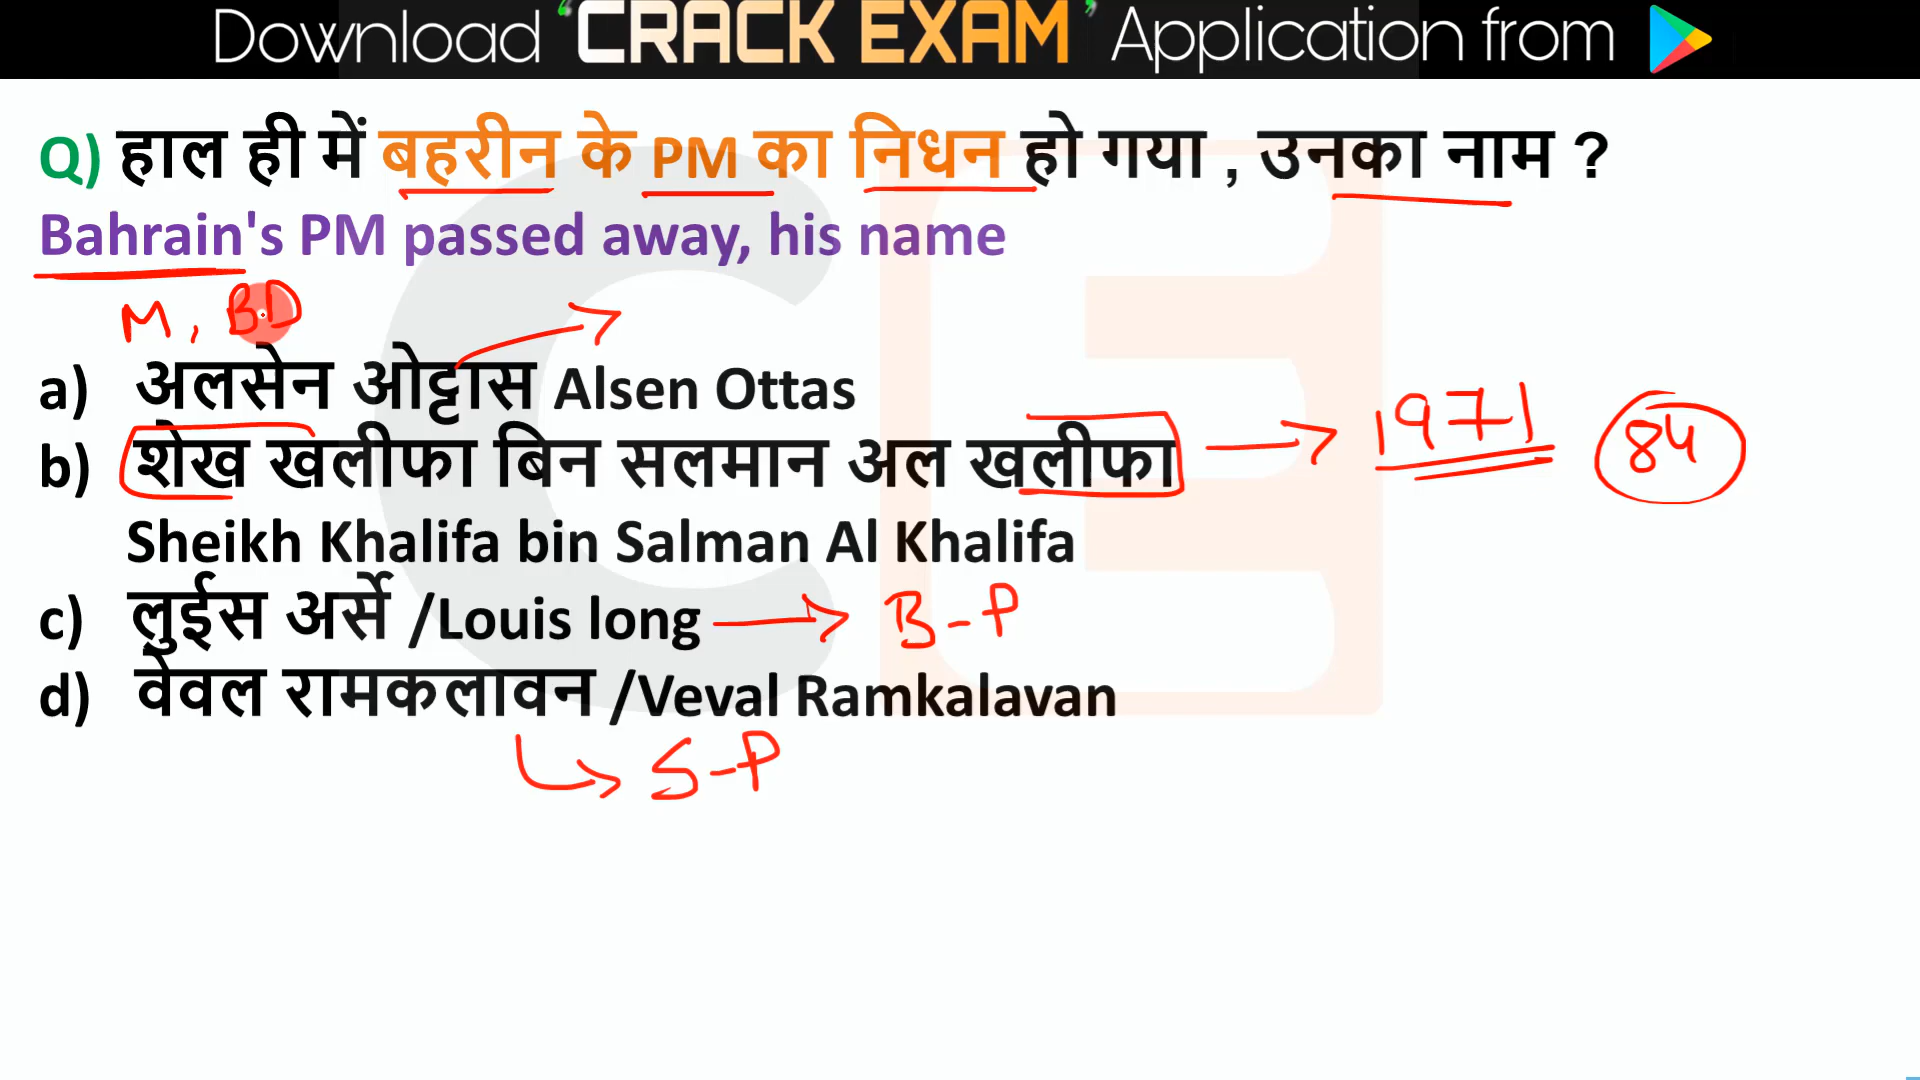 Download ‘CRACK EXAM’ Application from
Q) हाल ही में बहरीन के PM का निधन हो गया , उनका नाम ?
Bahrain's PM passed away, his name
M, BD
a) अलसेन ओट्टास Alsen Ottas
b) शेख खलीफा बिन सलमान अल खलीफा → 1971 84
Sheikh Khalifa bin Salman Al Khalifa
c) लुईस अर्से /Louis long → B-P
d) वेवल रामकलावन /Veval Ramkalavan
S-P